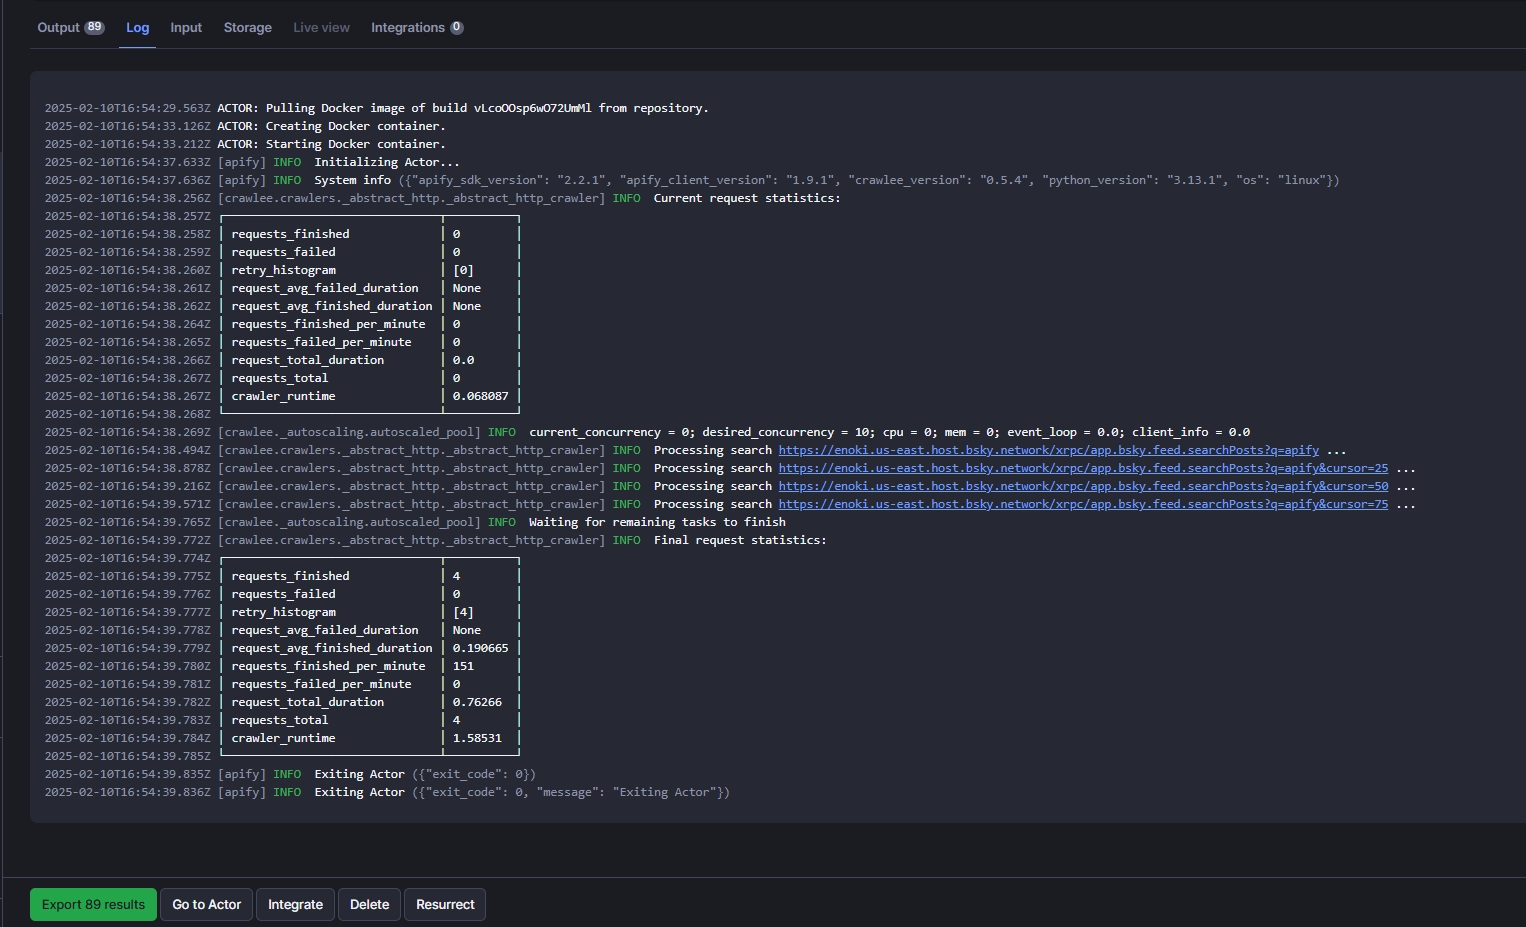 Output 89 Log Input Storage Live view Integrations 0
2025-02-10T16:54:29.563Z ACTOR: Pulling Docker image of build vLcoOOsp6wO72UmMl from repository.
2025-02-10T16:54:33.126Z ACTOR: Creating Docker container.
2025-02-10T16:54:33.212Z ACTOR: Starting Docker container.
2025-02-10T16:54:37.633Z [apify] INFO Initializing Actor...
2025-02-10T16:54:37.636Z [apify] INFO System info ({"apify_sdk_version": "2.2.1", "apify_client_version": "1.9.1", "crawlee_version": "0.5.4", "python_version": "3.13.1", "os": "linux"})
2025-02-10T16:54:38.256Z [crawlee.crawlers._abstract_http._abstract_http_crawler] INFO Current request statistics:
2025-02-10T16:54:38.257Z
2025-02-10T16:54:38.258Z requests_finished 0
2025-02-10T16:54:38.259Z requests_failed 0
2025-02-10T16:54:38.260Z retry_histogram [0]
2025-02-10T16:54:38.261Z request_avg_failed_duration None
2025-02-10T16:54:38.262Z request_avg_finished_duration None
2025-02-10T16:54:38.264Z requests_finished_per_minute 0
2025-02-10T16:54:38.265Z requests_failed_per_minute 0
2025-02-10T16:54:38.266Z request_total_duration 0.0
2025-02-10T16:54:38.267Z requests_total 0
2025-02-10T16:54:38.267Z crawler_runtime 0.068087
2025-02-10T16:54:38.268Z
2025-02-10T16:54:38.269Z [crawlee._autoscaling.autoscaled_pool] INFO current_concurrency = 0; desired_concurrency = 10; cpu = 0; mem = 0; event_loop = 0.0; client_info = 0.0
2025-02-10T16:54:38.494Z [crawlee.crawlers._abstract_http._abstract_http_crawler] INFO Processing search https://enoki.us-east.host.bsky.network/xrpc/app.bsky.feed.searchPosts?q=apify ...
2025-02-10T16:54:38.878Z [crawlee.crawlers._abstract_http._abstract_http_crawler] INFO Processing search https://enoki.us-east.host.bsky.network/xrpc/app.bsky.feed.searchPosts?q=apify&cursor=25 ...
2025-02-10T16:54:39.216Z [crawlee.crawlers._abstract_http._abstract_http_crawler] INFO Processing search https://enoki.us-east.host.bsky.network/xrpc/app.bsky.feed.searchPosts?q=apify&cursor=50 ...
2025-02-10T16:54:39.571Z [crawlee.crawlers._abstract_http._abstract_http_crawler] INFO Processing search https://enoki.us-east.host.bsky.network/xrpc/app.bsky.feed.searchPosts?q=apify&cursor=75 ...
2025-02-10T16:54:39.765Z [crawlee._autoscaling.autoscaled_pool] INFO Waiting for remaining tasks to finish
2025-02-10T16:54:39.772Z [crawlee.crawlers._abstract_http._abstract_http_crawler] INFO Final request statistics:
2025-02-10T16:54:39.774Z
2025-02-10T16:54:39.775Z requests_finished 4
2025-02-10T16:54:39.776Z requests_failed 0
2025-02-10T16:54:39.777Z retry_histogram [4]
2025-02-10T16:54:39.778Z request_avg_failed_duration None
2025-02-10T16:54:39.779Z request_avg_finished_duration 0.190665
2025-02-10T16:54:39.780Z requests_finished_per_minute 151
2025-02-10T16:54:39.781Z requests_failed_per_minute 0
2025-02-10T16:54:39.782Z request_total_duration 0.76266
2025-02-10T16:54:39.783Z requests_total 4
2025-02-10T16:54:39.784Z crawler_runtime 1.58531
2025-02-10T16:54:39.785Z
2025-02-10T16:54:39.835Z [apify] INFO Exiting Actor ({"exit_code": 0})
2025-02-10T16:54:39.836Z [apify] INFO Exiting Actor ({"exit_code": 0, "message": "Exiting Actor"})
Export 89 results Go to Actor Integrate Delete Resurrect